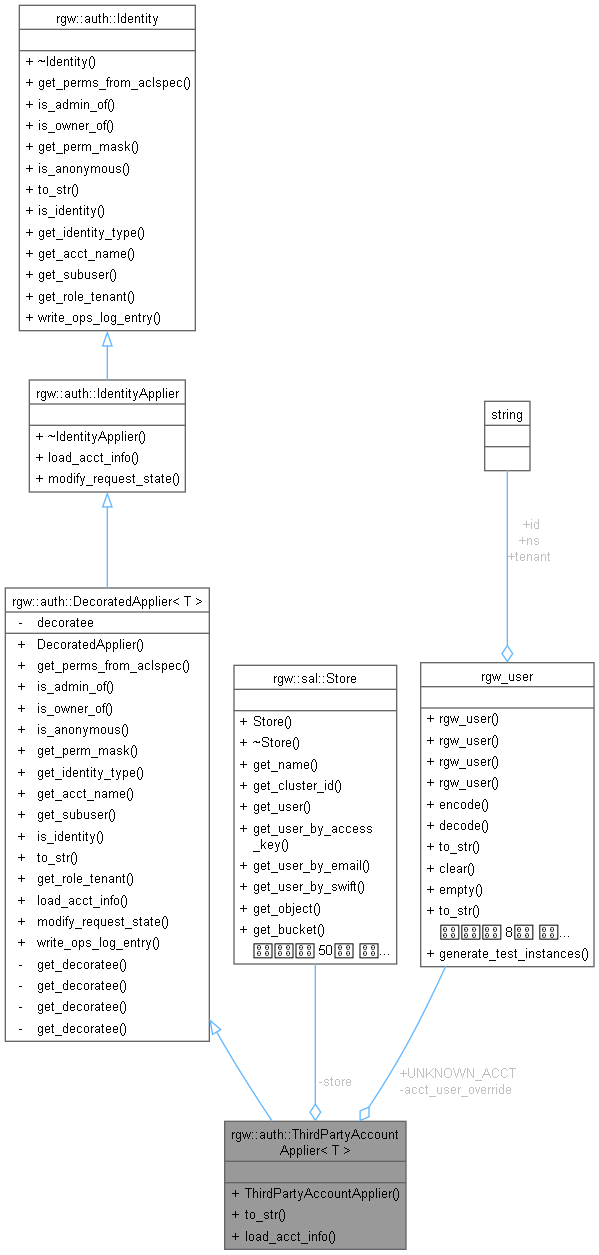 rgw::auth::Identity
+ ~Identity()
+ get_perms_from_aclspec()
+ is_admin_of()
+ is_owner_of()
+ get_perm_mask()
+ is_anonymous()
+ to_str()
+ is_identity()
+ get_identity_type()
+ get_acct_name()
+ get_subuser()
+ get_role_tenant()
+ write_ops_log_entry()
rgw::auth::IdentityApplier
+ ~IdentityApplier()
+ load_acct_info()
+ modify_request_state()
string
+id
+ns
+tenant
rgw::auth::DecoratedApplier< T >
- decoratee
+ DecoratedApplier()
+ get_perms_from_aclspec()
+ is_admin_of()
+ is_owner_of()
+ is_anonymous()
+ get_perm_mask()
+ get_identity_type()
+ get_acct_name()
+ get_subuser()
+ is_identity()
+ to_str()
+ get_role_tenant()
+ load_acct_info()
+ modify_request_state()
+ write_ops_log_entry()
- get_decoratee()
- get_decoratee()
- get_decoratee()
- get_decoratee()
rgw::sal::Store
+ Store()
+ ~Store()
+ get_name()
+ get_cluster_id()
+ get_user()
+ get_user_by_access
_key()
+ get_user_by_email()
+ get_user_by_swift()
+ get_object()
+ get_bucket()
50 ...
rgw_user
+ rgw_user()
+ rgw_user()
+ rgw_user()
+ rgw_user()
+ encode()
+ decode()
+ to_str()
+ clear()
+ empty()
+ to_str()
8 ...
+ generate_test_instances()
-store
+UNKNOWN_ACCT
-acct_user_override
rgw::auth::ThirdPartyAccount
Applier< T >
+ ThirdPartyAccountApplier()
+ to_str()
+ load_acct_info()